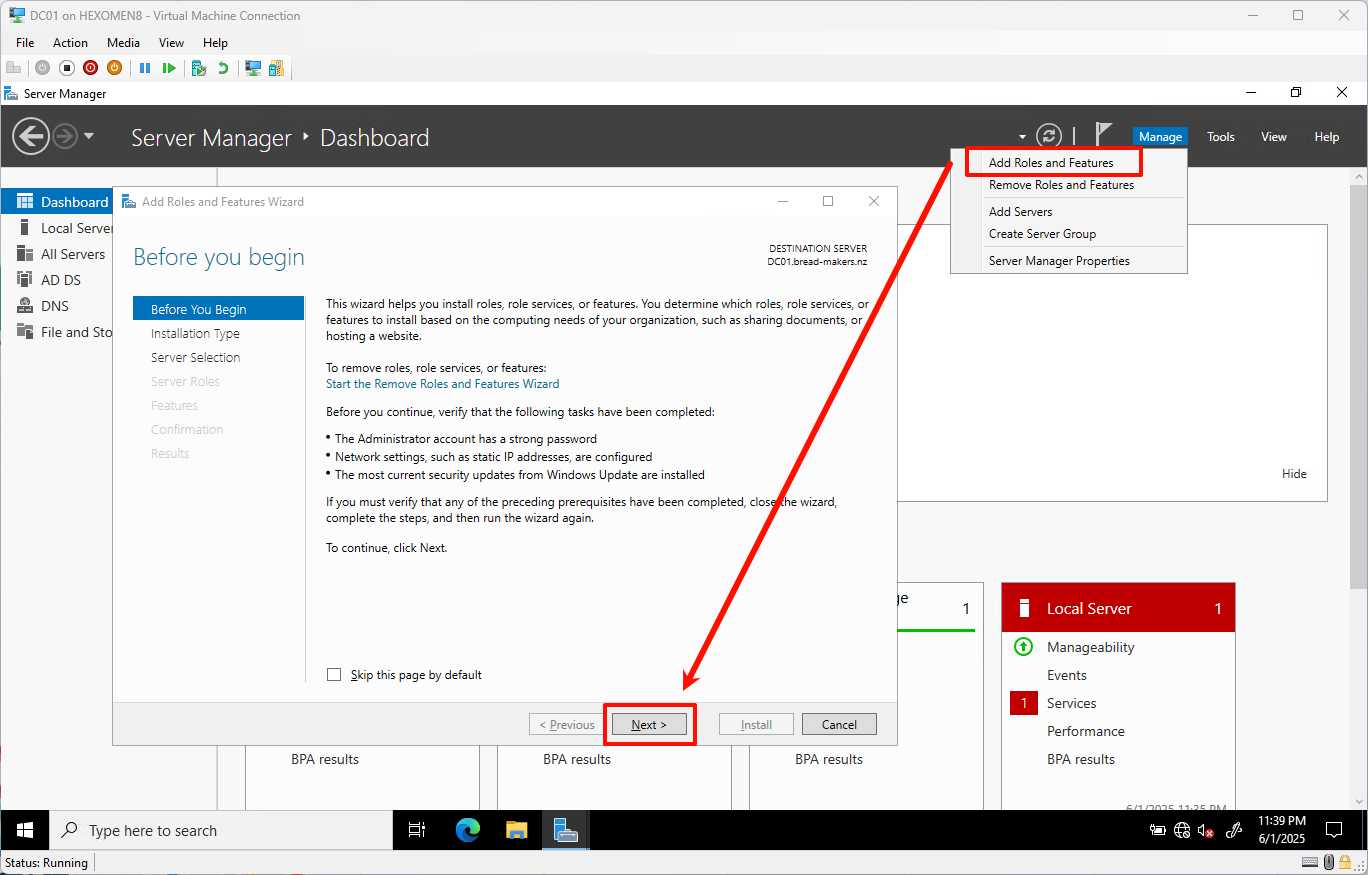 DC01 on HEXOMEN8 - Virtual Machine Connection
File Action Media View Help
Server Manager
Server Manager Dashboard
Manage Tools View Help
Add Roles and Features
Remove Roles and Features
Add Servers
Create Server Group
Server Manager Properties
Dashboard
Local Server
All Servers
AD DS
DNS
File and Sto
Add Roles and Features Wizard
Before you begin
DESTINATION SERVER
DC01.bread-makers.nz
Before You Begin
Installation Type
Server Selection
Server Roles
Features
Confirmation
Results
This wizard helps you install roles, role services, or features. You determine which roles, role services, or
features to install based on the computing needs of your organization, such as sharing documents, or
hosting a website.
To remove roles, role services, or features:
Start the Remove Roles and Features Wizard
Before you continue, verify that the following tasks have been completed:
• The Administrator account has a strong password
• Network settings, such as static IP addresses, are configured
• The most current security updates from Windows Update are installed
If you must verify that any of the preceding prerequisites have been completed, close the wizard,
complete the steps, and then run the wizard again.
To continue, click Next.
Skip this page by default
< Previous Next > Install Cancel
Hide
ge 1
Local Server 1
Manageability
Events
1 Services
Performance
BPA results
BPA results BPA results BPA results
6/1/2025 11:35 PM
Type here to search
11:39 PM
6/1/2025
Status: Running